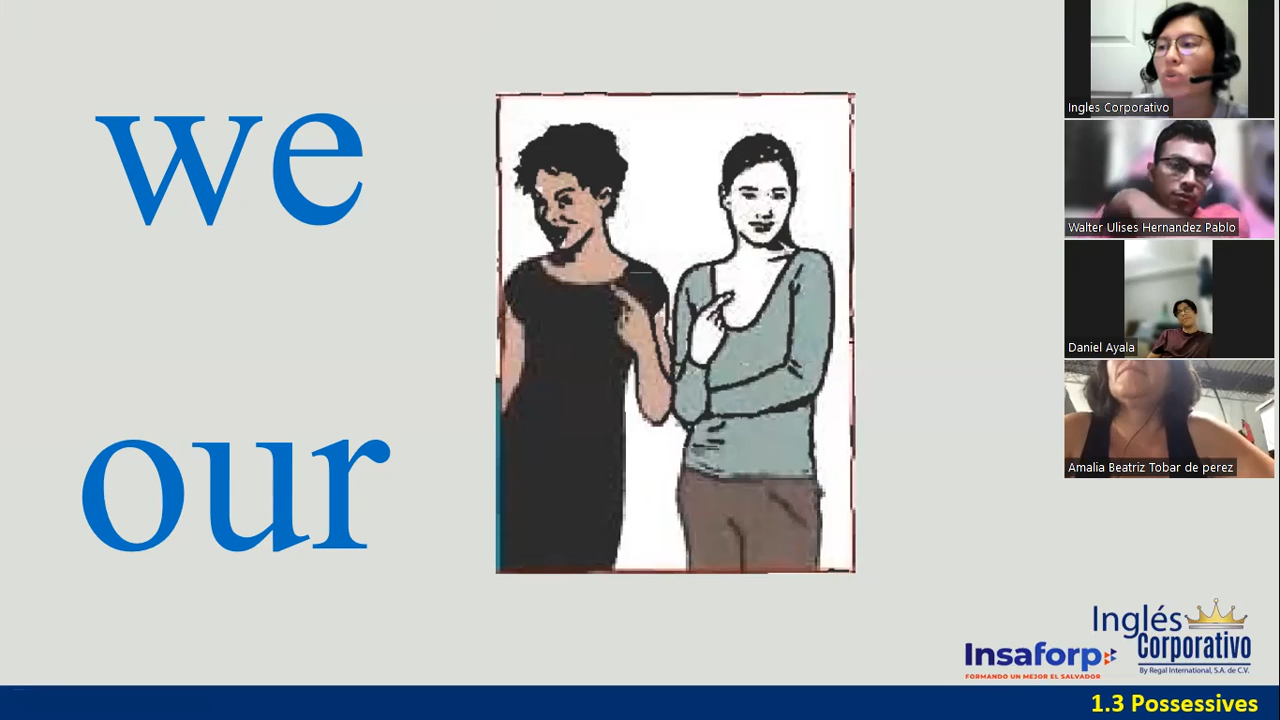 we
our
Ingles Corporativo
Walter Ulises Hernandez Pablo
Daniel Ayala
Amalia Beatriz Tobar de perez
Inglés
Corporativo
By Regal International, S.A. de C.V.
Insaforp
FORMANDO UN MEJOR EL SALVADOR
1.3 Possessives